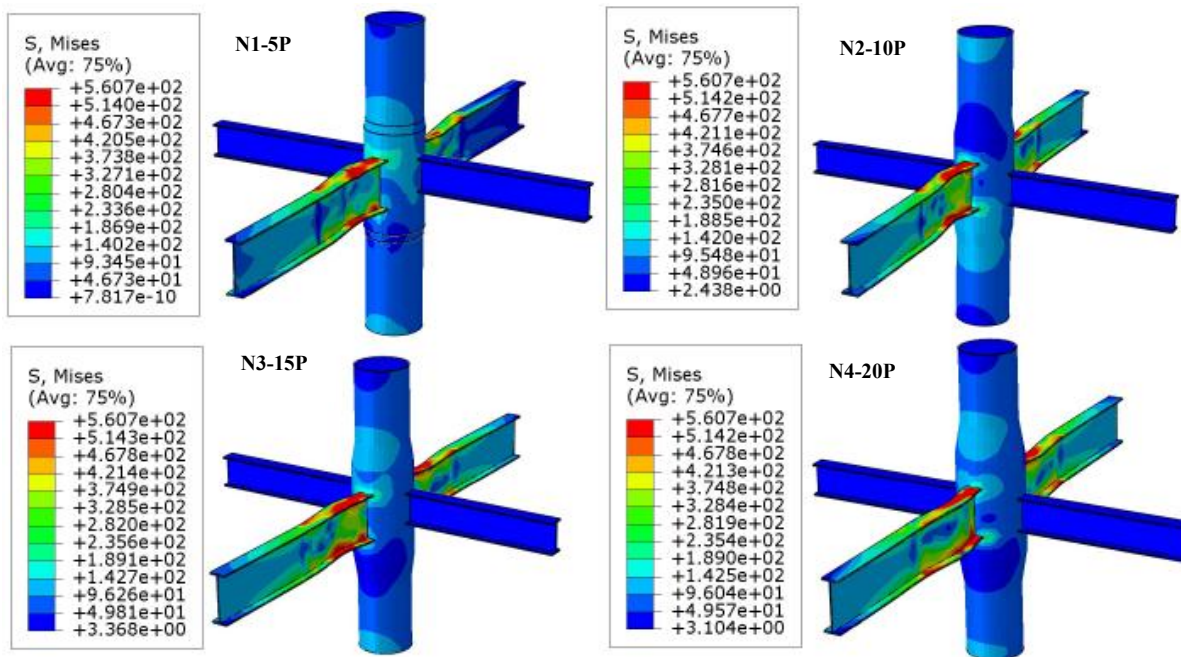 N1-5P
S, Mises
(Avg: 75%)
+5.607e+02
+5.140e+02
+4.673e+02
+4.205e+02
+3.738e+02
+3.271e+02
+2.804e+02
+2.336e+02
+1.869e+02
+1.402e+02
+9.345e+01
+4.673e+01
+7.817e-10
N2-10P
S, Mises
(Avg: 75%)
+5.607e+02
+5.142e+02
+4.677e+02
+4.211e+02
+3.746e+02
+3.281e+02
+2.816e+02
+2.350e+02
+1.885e+02
+1.420e+02
+9.548e+01
+4.896e+01
+2.438e+00
N3-15P
S, Mises
(Avg: 75%)
+5.607e+02
+5.143e+02
+4.678e+02
+4.214e+02
+3.749e+02
+3.285e+02
+2.820e+02
+2.356e+02
+1.891e+02
+1.427e+02
+9.626e+01
+4.981e+01
+3.368e+00
N4-20P
S, Mises
(Avg: 75%)
+5.607e+02
+5.142e+02
+4.678e+02
+4.213e+02
+3.748e+02
+3.284e+02
+2.819e+02
+2.354e+02
+1.890e+02
+1.425e+02
+9.604e+01
+4.957e+01
+3.104e+00